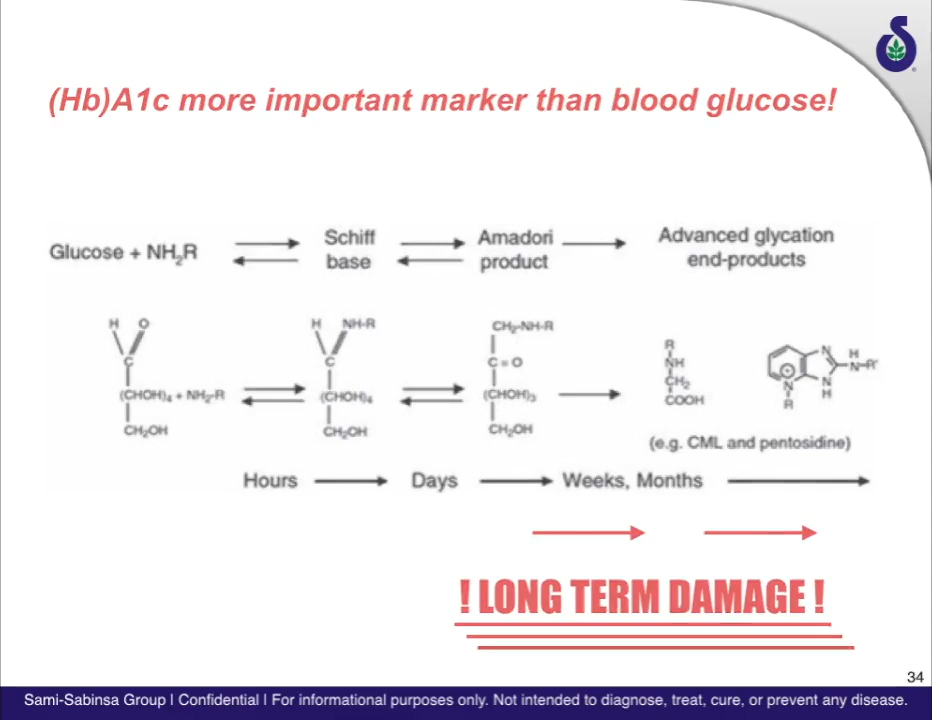 (Hb)A1c more important marker than blood glucose!
Glucose + NH₂R
Schiff base
Amadori product
Advanced glycation end-products
H O
C
(CHOH)₄ + NH₂-R
CH₂OH
H NH-R
C
(CHOH)₄
CH₂OH
CH₂-NH-R
C=O
(CHOH)₃
CH₂OH
R
NH
CH₂
COOH
N
H
N-R'
N
R
N
H
(e.g. CML and pentosidine)
Hours
Days
Weeks, Months
! LONG TERM DAMAGE !
34
Sami-Sabinsa Group | Confidential | For informational purposes only. Not intended to diagnose, treat, cure, or prevent any disease.